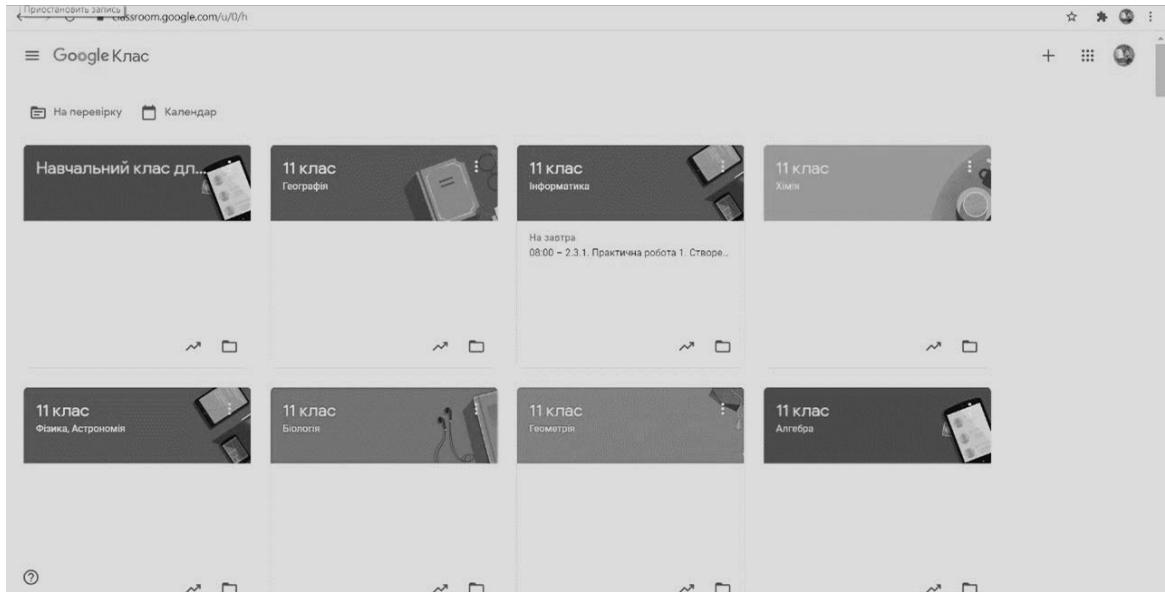 Приостановить запись
classroom.google.com/u/0/h
Google Клас
На перевірку
Календар
Навчальний клас дл...
11 клас
Географія
11 клас
Інформатика
На завтра
08:00 – 2.3.1. Практична робота 1. Створе...
11 клас
Хімія
11 клас
Фізика, Астрономія
11 клас
Біологія
11 клас
Геометрія
11 клас
Алгебра